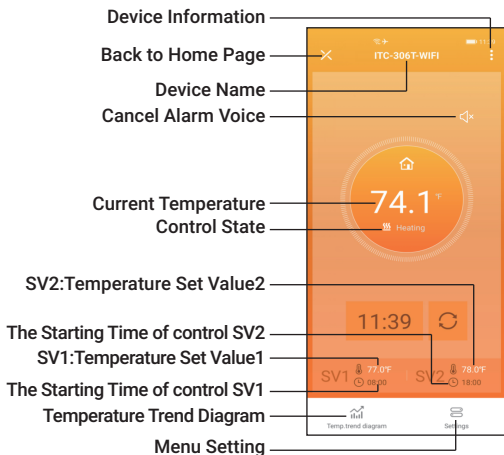 Device Information
11:39
Back to Home Page
ITC-306T-WIFI
Device Name
Cancel Alarm Voice
Current Temperature
74.1°F
Control State
Heating
SV2:Temperature Set Value2
11:39
The Starting Time of control SV2
SV1:Temperature Set Value1
SV1 77.0°F SV2 78.0°F
08:00 18:00
The Starting Time of control SV1
Temperature Trend Diagram
Temp.trend diagram Settings
Menu Setting